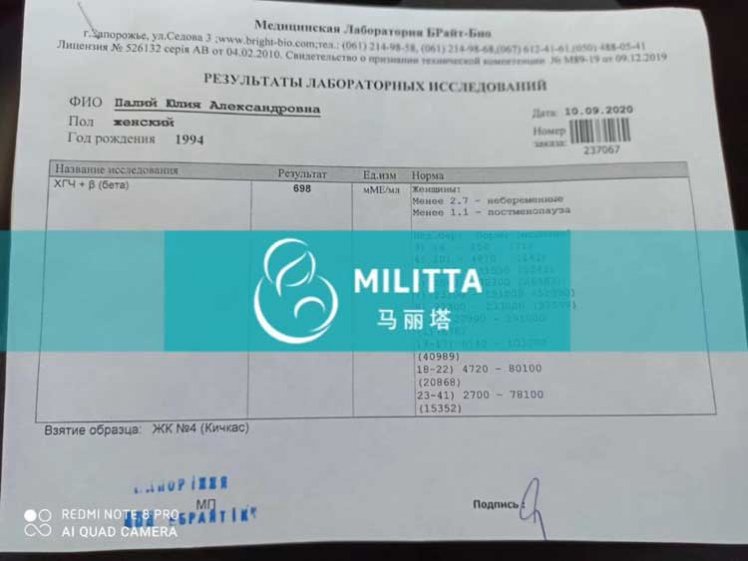 Медицинская Лаборатория БРайт-Био
г.Запорожье, ул.Седова 3 ;www.bright-bio.com;тел.: (061) 214-98-58, (061) 214-98-68,(067) 612-41-61,(050) 488-05-41
Лицензия № 526132 серія АВ от 04.02.2010. Свидетельство о признании технической компетенции № М89-19 от 09.12.2019
РЕЗУЛЬТАТЫ ЛАБОРАТОРНЫХ ИССЛЕДОВАНИЙ
ФИО Палий Юлия Александровна
Дата: 10.09.2020
Пол женский
Номер заказа:
Год рождения 1994
237067
Название исследования Результат Ед.изм Норма
ХГЧ + β (бета) 698 мМЕ/мл Женщины:
Менее 2.7 - небеременные
Менее 1.1 - постменопауза
MILITTA
马丽塔
(40989)
18-22) 4720 - 80100
(20868)
23-41) 2700 - 78100
(15352)
Взятие образца: ЖК №4 (Кичкас)
МП
Подпись:
REDMI NOTE 8 PRO
AI QUAD CAMERA